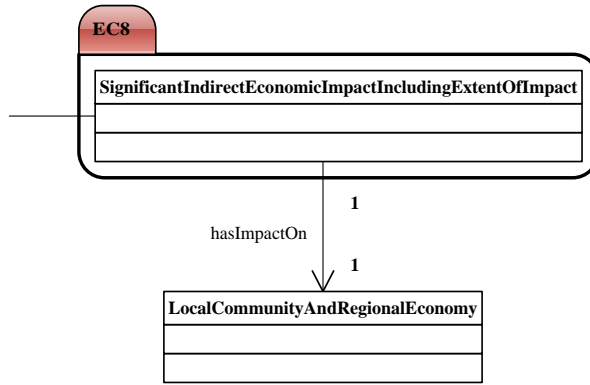 EC8
SignificantIndirectEconomicImpactIncludingExtentOfImpact
1
hasImpactOn
1
LocalCommunityAndRegionalEconomy